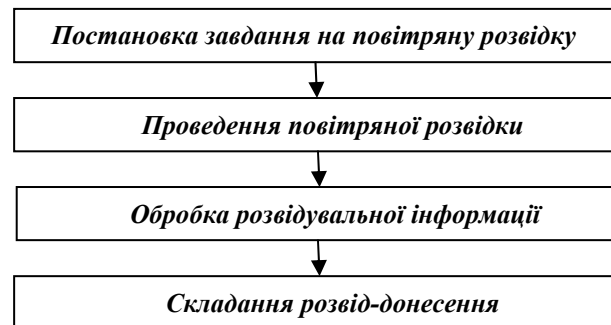 Постановка завдання на повітряну розвідку
Проведення повітряної розвідки
Обробка розвідувальної інформації
Складання розвід-донесення